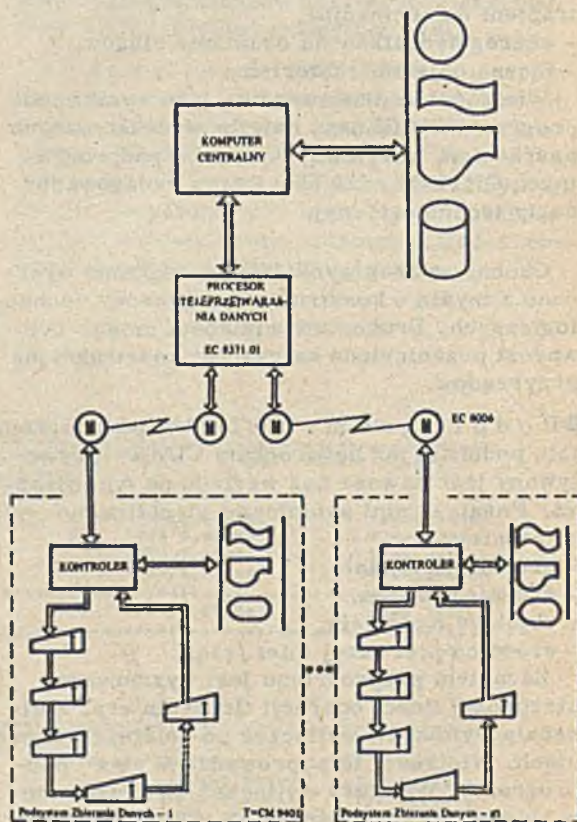 KOMPUTER
CENTRALNY
PROCESOR
TELEPRZETWARZA
NIA DANYCH
EC 8371.01
M
M
M
M
EC 8006
KONTROLER
KONTROLER
Podsystem Zbierania Danych - 1
T=CM 9401
Podsystem Zbierania Danych - n